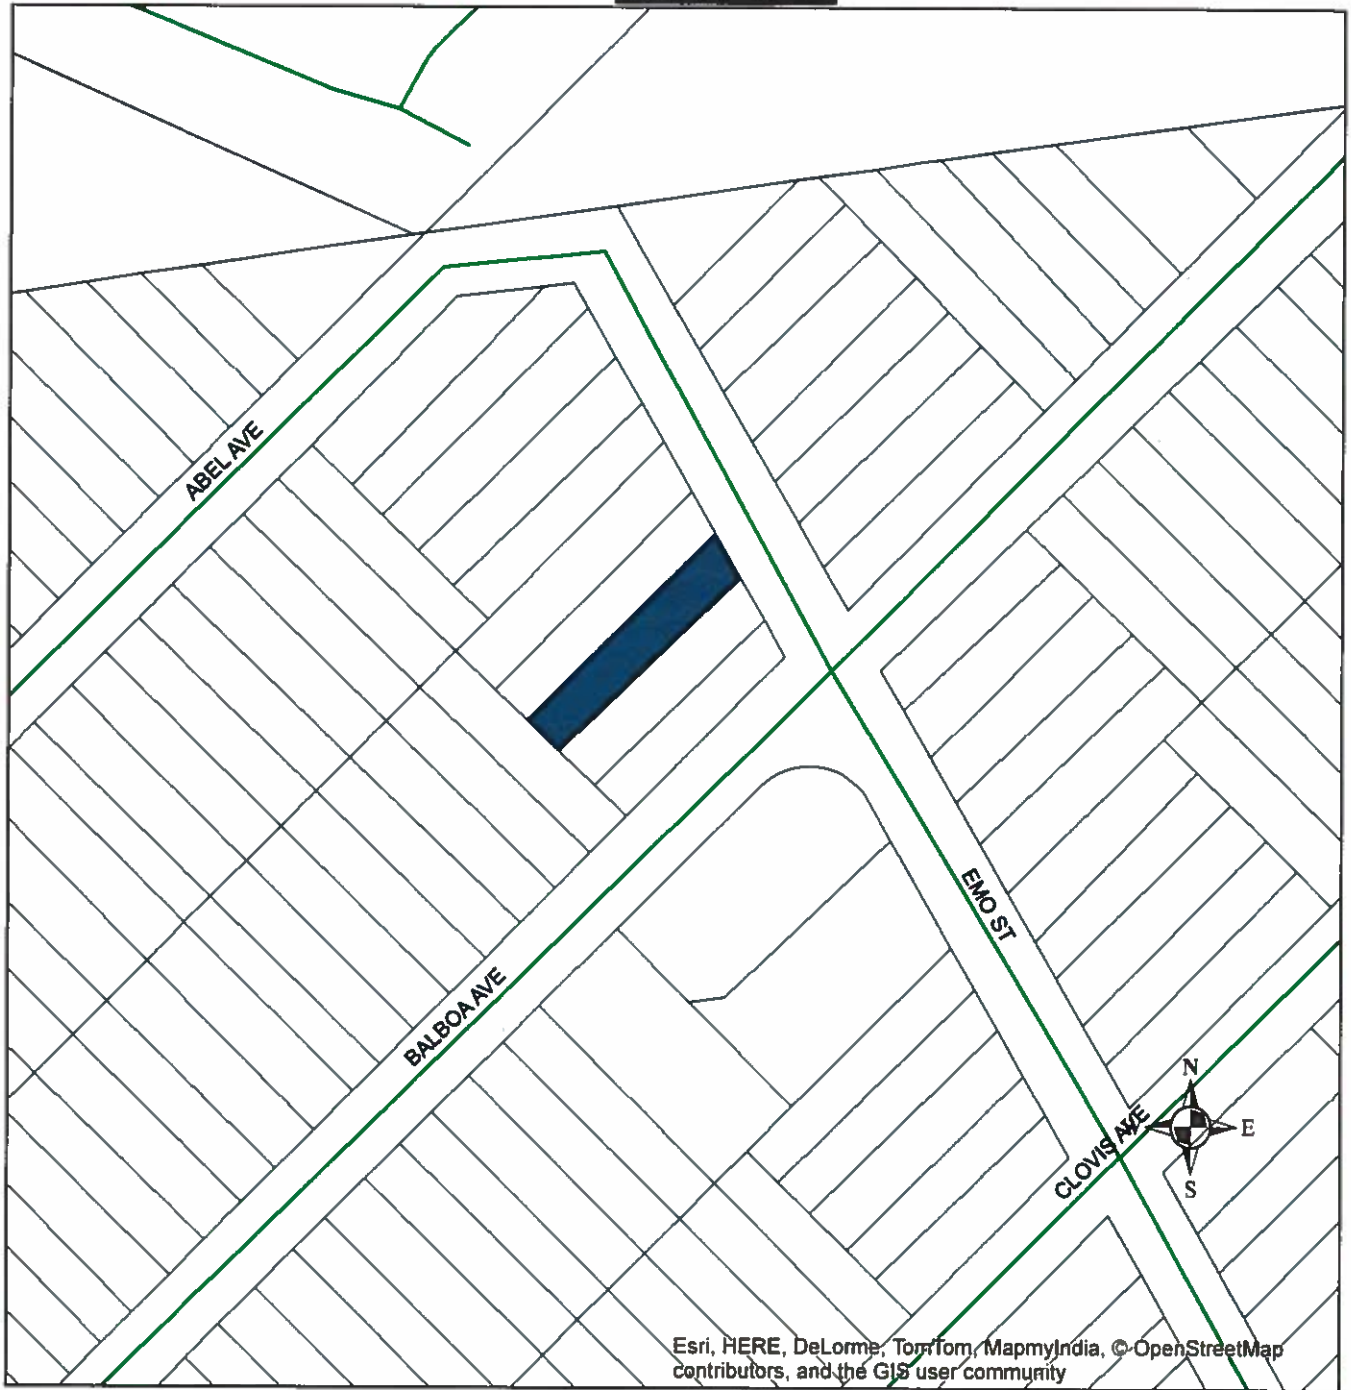 ABEL AVE
BALBOA AVE
EMO ST
CLOVIS AVE
N
E
S
Esri, HERE, DeLorme, TomTom, MapmyIndia, © OpenStreetMap
contributors, and the GIS user community